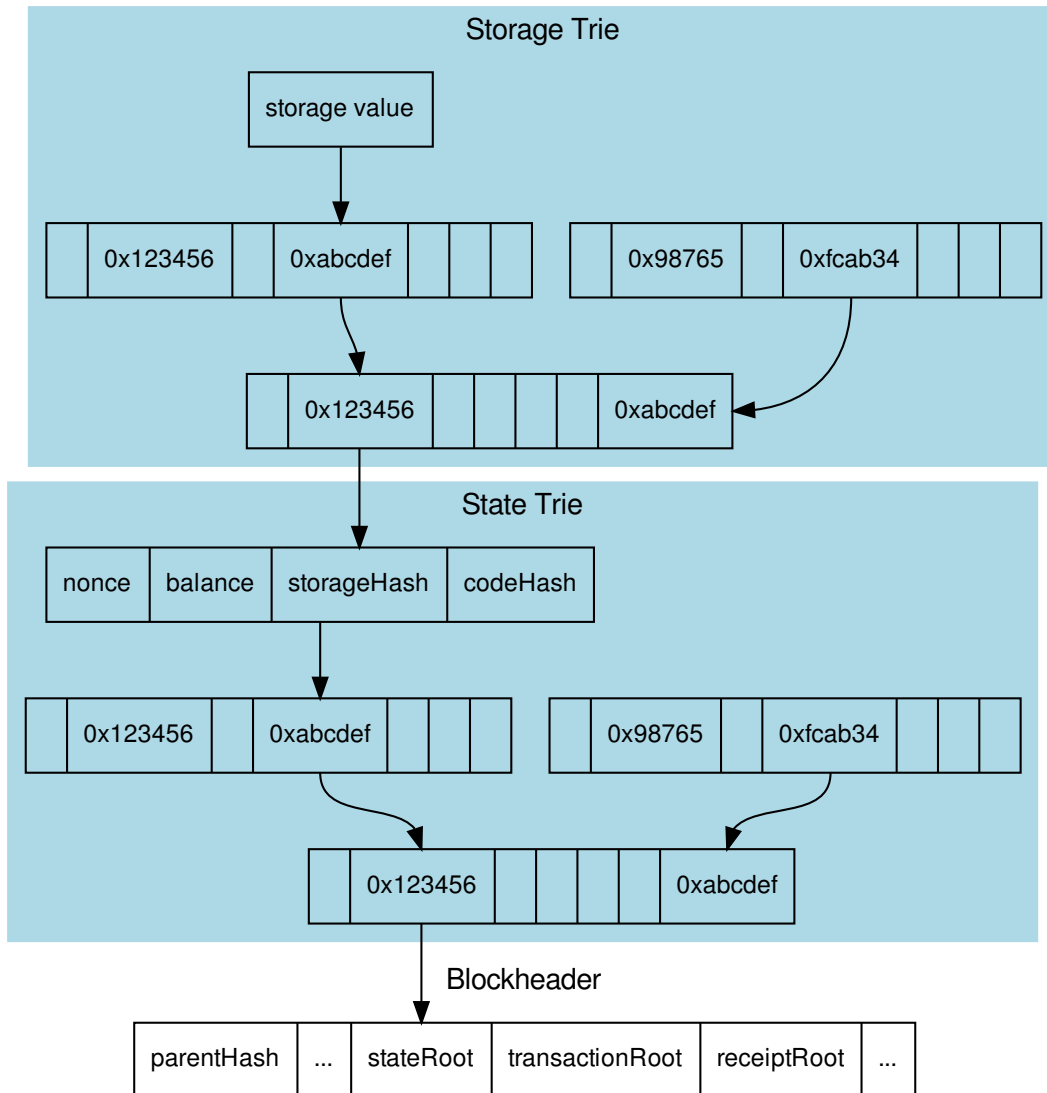 Storage Trie
storage value
0x123456 0xabcdef 0x98765 0xfcab34
0x123456 0xabcdef
State Trie
nonce balance storageHash codeHash
0x123456 0xabcdef 0x98765 0xfcab34
0x123456 0xabcdef
Blockheader
parentHash ... stateRoot transactionRoot receiptRoot ...